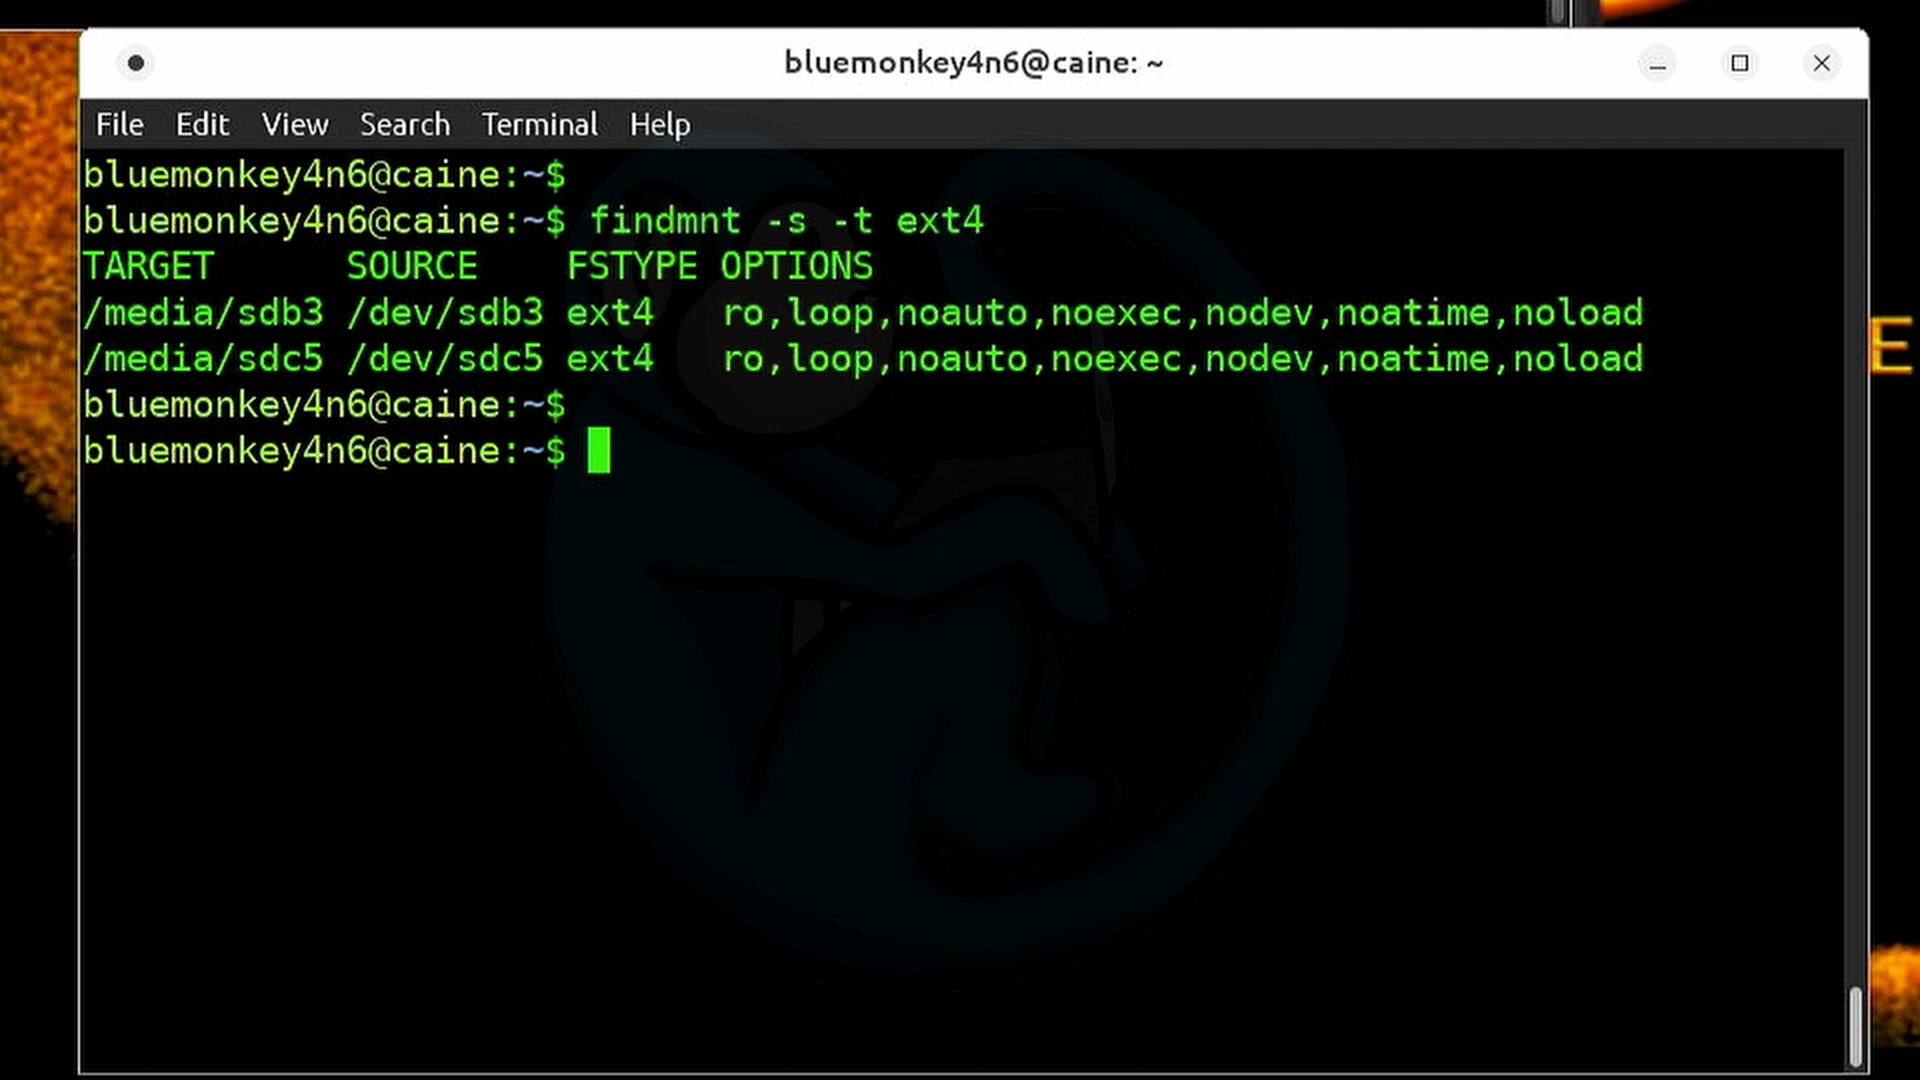 bluemonkey4n6@caine: ~
File Edit View Search Terminal Help
bluemonkey4n6@caine:~$
bluemonkey4n6@caine:~$ findmnt -s -t ext4
TARGET SOURCE FSTYPE OPTIONS
/media/sdb3 /dev/sdb3 ext4 ro,loop,noauto,noexec,nodev,noatime,noload
/media/sdc5 /dev/sdc5 ext4 ro,loop,noauto,noexec,nodev,noatime,noload
bluemonkey4n6@caine:~$
bluemonkey4n6@caine:~$
E